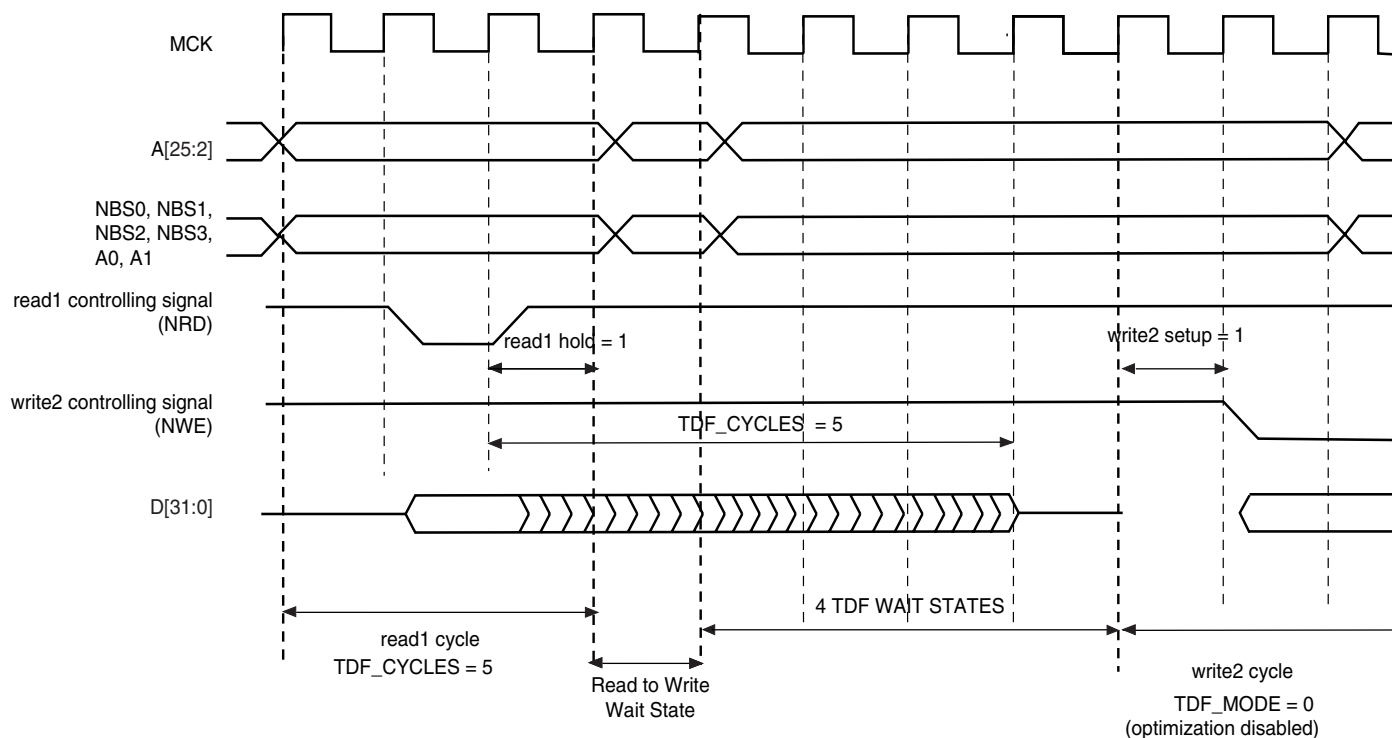 MCK
A[25:2]
NBS0, NBS1,
NBS2, NBS3,
A0, A1
read1 controlling signal
(NRD)
read1 hold = 1
write2 setup = 1
write2 controlling signal
(NWE)
TDF_CYCLES = 5
D[31:0]
4 TDF WAIT STATES
read1 cycle
TDF_CYCLES = 5
Read to Write
Wait State
write2 cycle
TDF_MODE = 0
(optimization disabled)